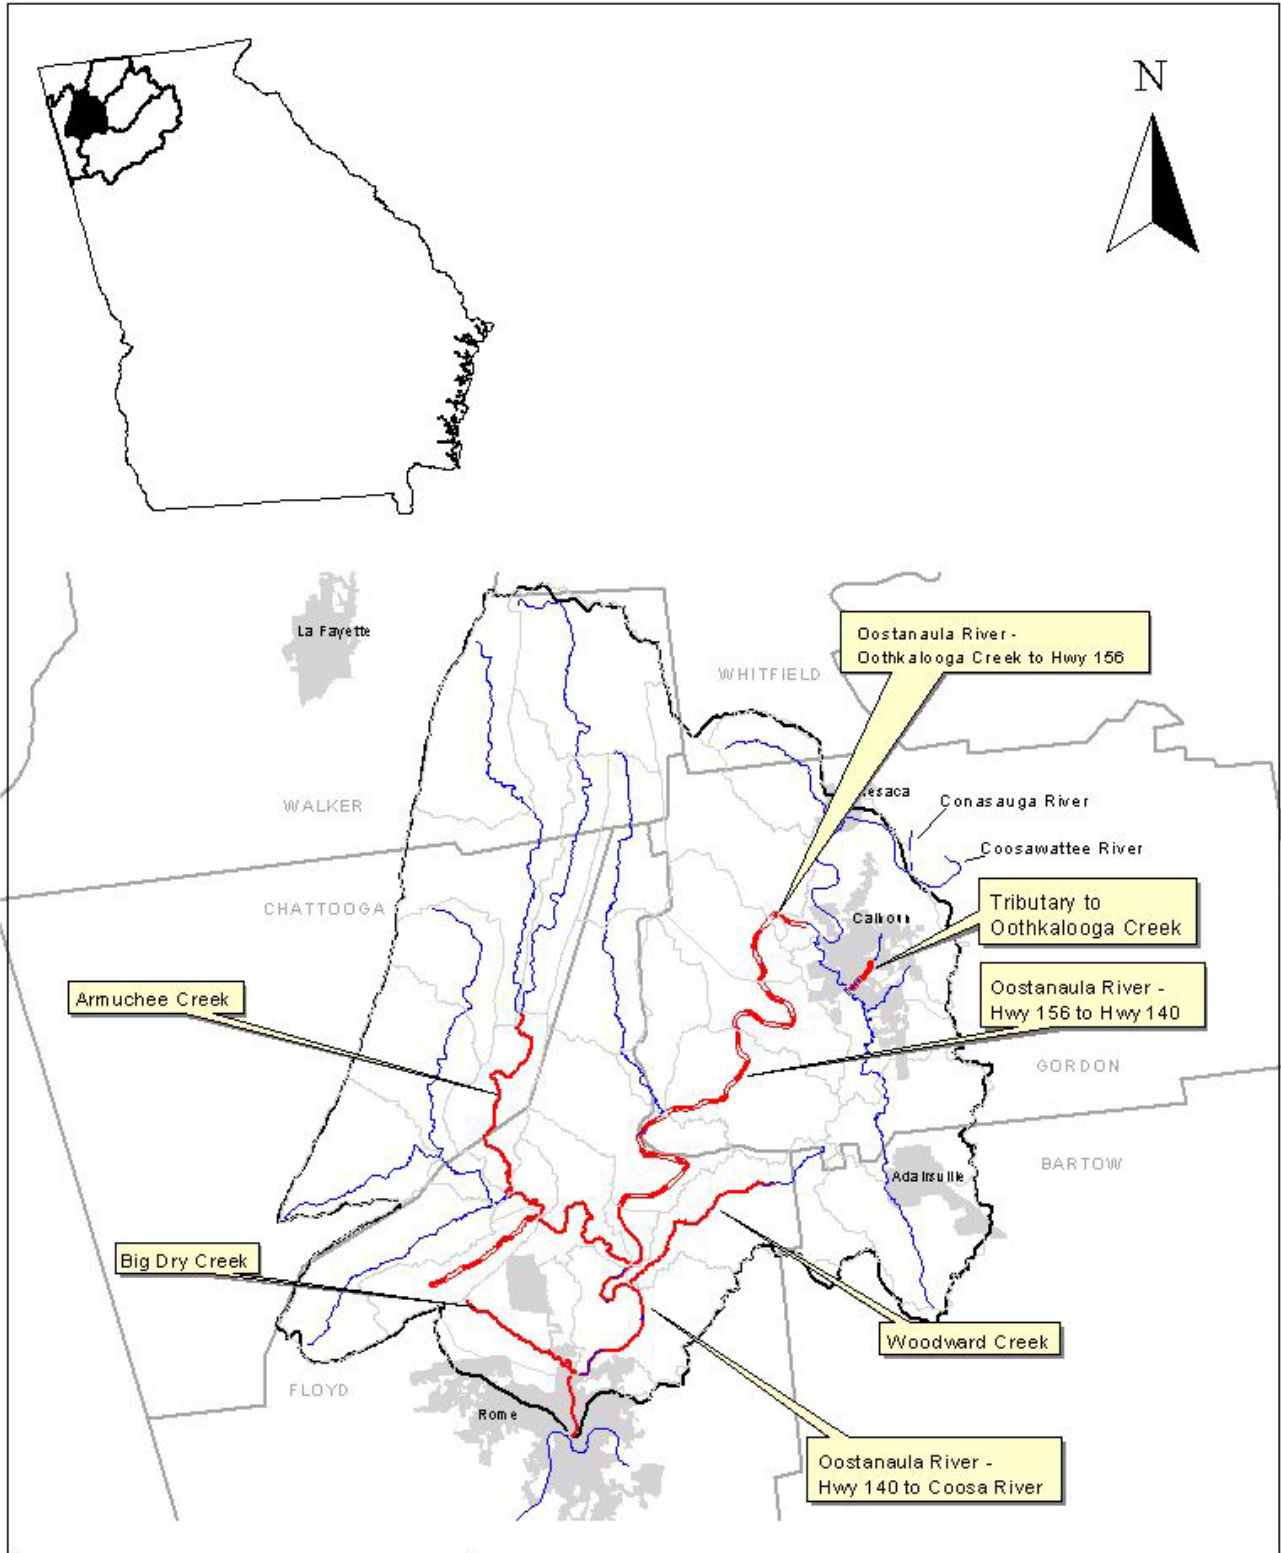 N
La Fayette
Oostanaula River -
Oothkalooga Creek to Hwy 156
WHITFIELD
WALKER
esaca
Conasauga River
Coosawattee River
CHATTOOGA
Calhoun
Tributary to
Oothkalooga Creek
Armuchee Creek
Oostanaula River -
Hwy 156 to Hwy 140
GORDON
BARTOW
Adairsville
Big Dry Creek
Woodward Creek
FLOYD
Rome
Oostanaula River -
Hwy 140 to Coosa River